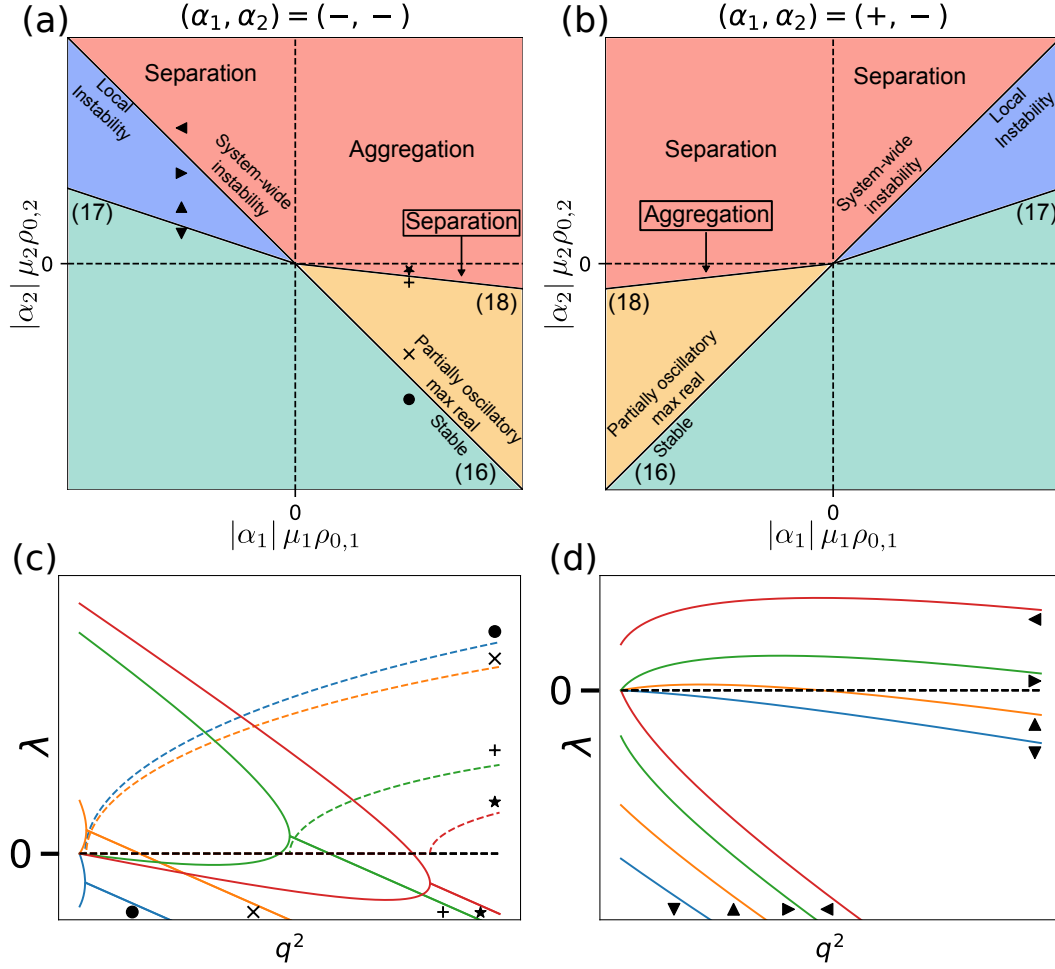 (a)
(α₁, α₂) = (−, −)
Separation
Local
Instability
System-wide
instability
Aggregation
Separation
(17)
(18)
Partially oscillatory
max real
Stable
(16)
0
0
|α₂| μ₂ρ₀,₂
|α₁| μ₁ρ₀,₁
(b)
(α₁, α₂) = (+, −)
Separation
Separation
Local
Instability
System-wide
instability
Aggregation
(17)
(18)
Partially oscillatory
max real
Stable
(16)
0
0
|α₂| μ₂ρ₀,₂
|α₁| μ₁ρ₀,₁
(c)
λ
0
q²
(d)
λ
0
q²